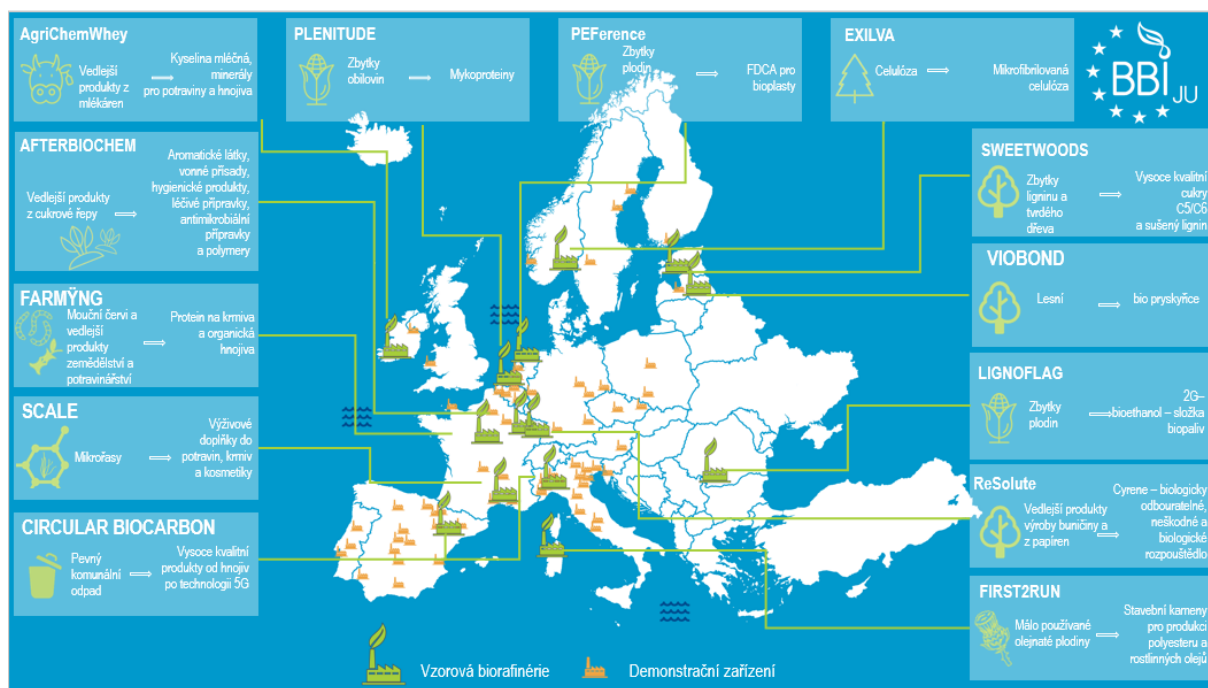 AgriChemWhey
Vedlejší
produkty z
mlékáren
Kyselina mléčná,
minerály
pro potraviny a hnojiva
PLENITUDE
Zbytky
obilovin
Mykoproteiny
PEFerence
Zbytky
plodin
FDCA pro
bioplasty
EXILVA
Celulóza
Mikrofibrilovaná
celulóza
BBI JU
AFTERBIOCHEM
Vedlejší produkty
z cukrové řepy
Aromatické látky,
vonné přísady,
hygienické produkty,
léčivé přípravky,
antimikrobiální
přípravky
a polymery
SWEETWOODS
Zbytky
ligninu a
tvrdého
dřeva
Vysoce kvalitní
cukry
C5/C6
a sušený lignin
VIOBOND
Lesní
bio pryskyřice
FARMŸNG
Mouční červi a
vedlejší
produkty
zemědělství a
potravinářství
Protein na krmiva
a organická
hnojiva
LIGNOFLAG
Zbytky
plodin
2G–
bioethanol – složka
biopaliv
SCALE
Mikrořasy
Výživové
doplňky do
potravin, krmiv
a kosmetiky
ReSolute
Vedlejší produkty
výroby buničiny a
z papíren
Cyrene – biologicky
odbouratelné,
neškodné a
biologické
rozpouštědlo
CIRCULAR BIOCARBON
Pevný
komunální
odpad
Vysoce kvalitní
produkty od hnojiv
po technologii 5G
FIRST2RUN
Málo používané
olejnaté plodiny
Stavební kameny
pro produkci
polyesteru a
rostlinných olejů
Vzorová biorafinérie
Demonstrační zařízení